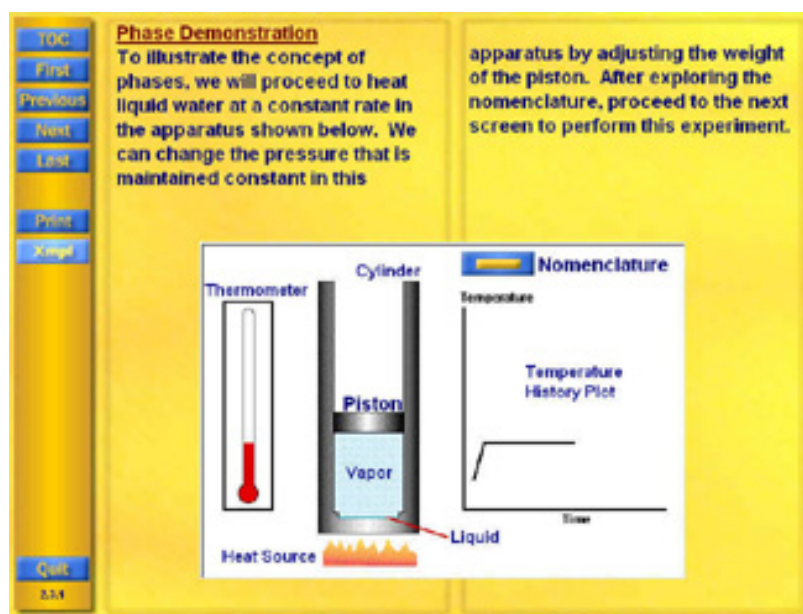 TOC
First
Previous
Next
Last
Print
Xmpl
Quit
2.3.1
Phase Demonstration
To illustrate the concept of
phases, we will proceed to heat
liquid water at a constant rate in
the apparatus shown below. We
can change the pressure that is
maintained constant in this
apparatus by adjusting the weight
of the piston. After exploring the
nomenclature, proceed to the next
screen to perform this experiment.
Thermometer
Cylinder
Piston
Vapor
Liquid
Heat Source
Nomenclature
Temperature
Temperature
History Plot
Time